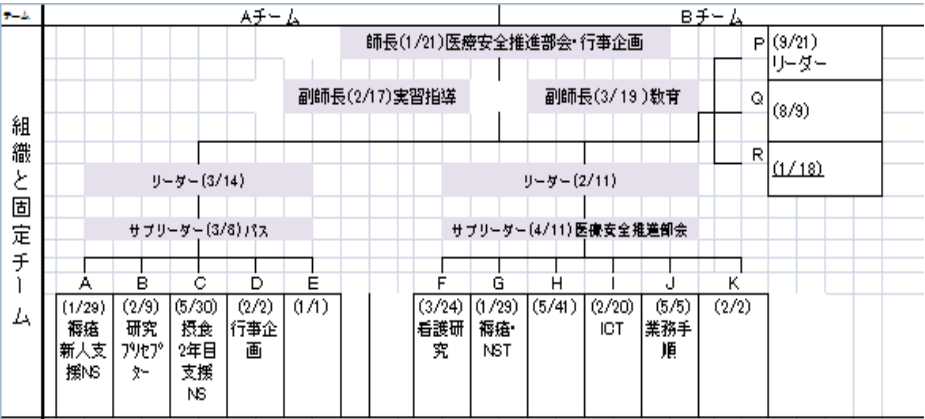 チーム
Aチーム
Bチーム
組織と固定チーム
師長(1/21)医療安全推進部会・行事企画
副師長(2/17)実習指導
副師長(3/19)教育
P
(9/21)
リーダー
Q
(8/9)
R
(1/18)
リーダー(3/14)
リーダー(2/11)
サブリーダー(3/8)パス
サブリーダー(4/11)医療安全推進部会
A
(1/29)
褥瘡
新人支
援NS
B
(2/9)
研究
プリセプ
ター
C
(5/30)
摂食
2年目
支援
NS
D
(2/2)
行事企
画
E
(1/1)
F
(3/24)
看護研
究
G
(1/29)
褥瘡・
NST
H
(5/41)
I
(2/20)
ICT
J
(5/5)
業務手
順
K
(2/2)